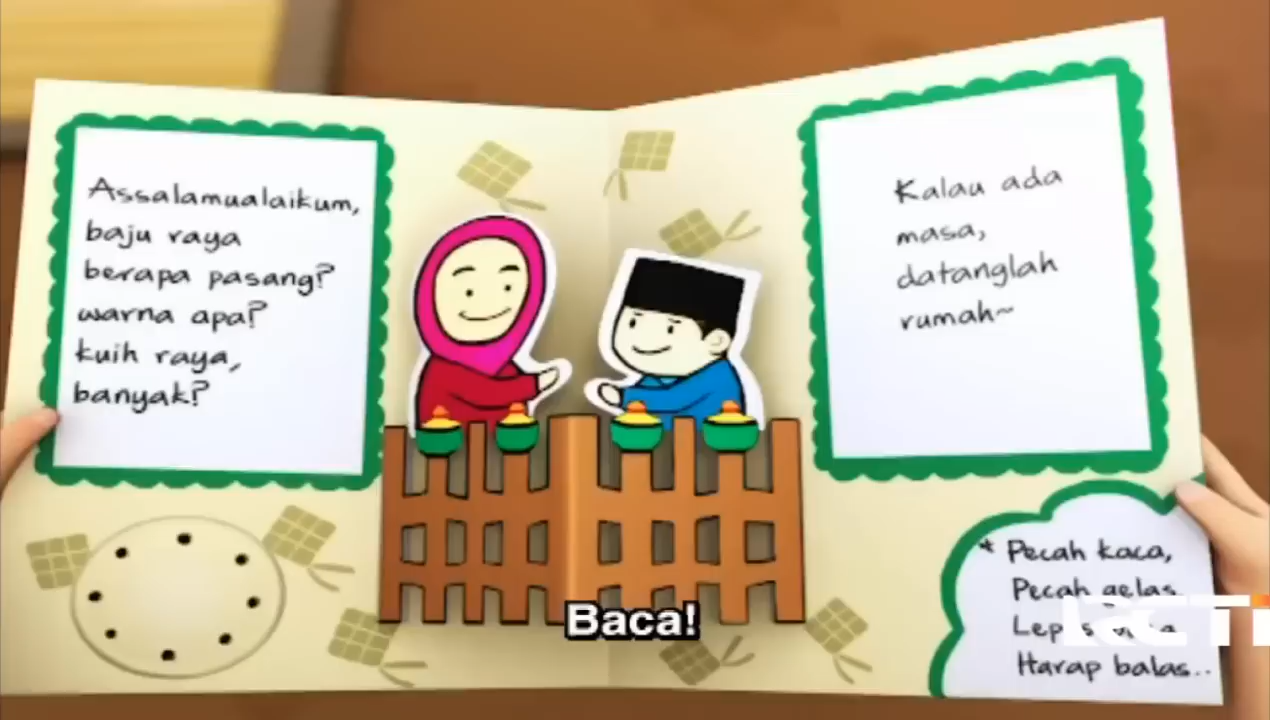 Assalamualaikum,
baju raya
berapa pasang?
warna apa?
kuih raya,
banyak?
Kalau ada
masa,
datanglah
rumah~
* Pecah kaca,
Pecah gelas
Harap balas..
Baca!
RCTI